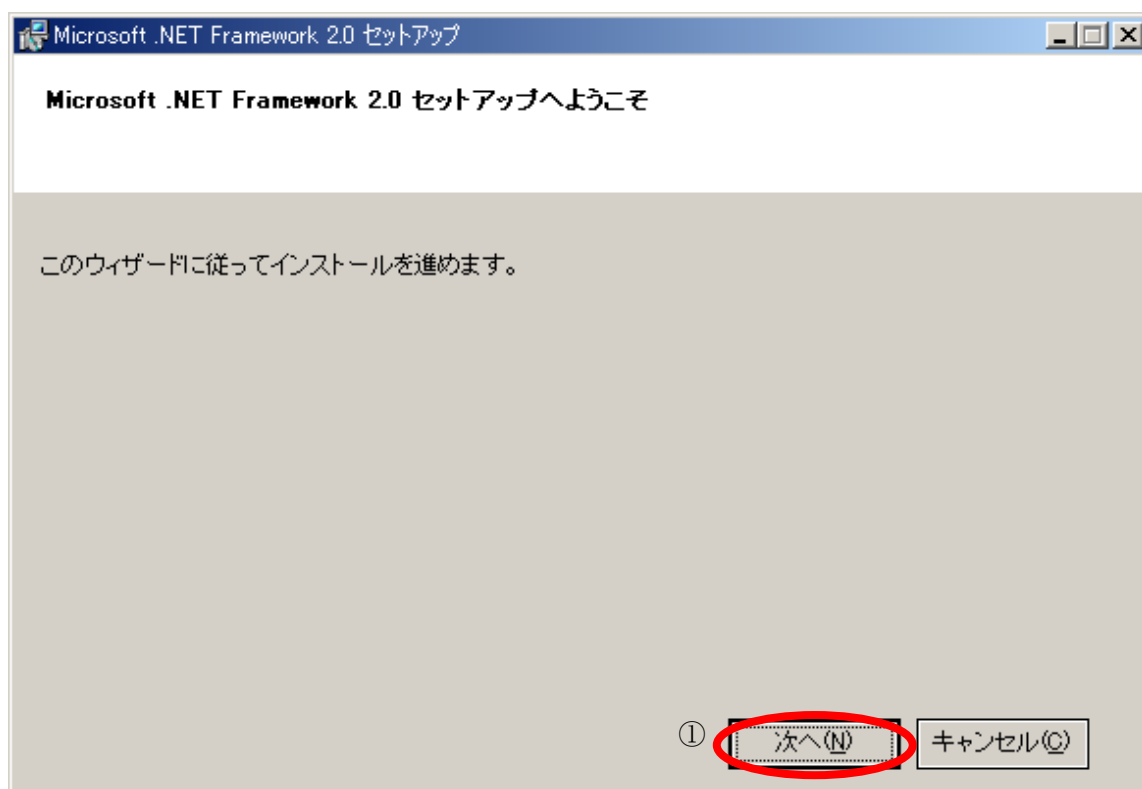 Microsoft .NET Framework 2.0 セットアップ
Microsoft .NET Framework 2.0 セットアップへようこそ
このウィザードに従ってインストールを進めます。
① 次へ(N) キャンセル(C)